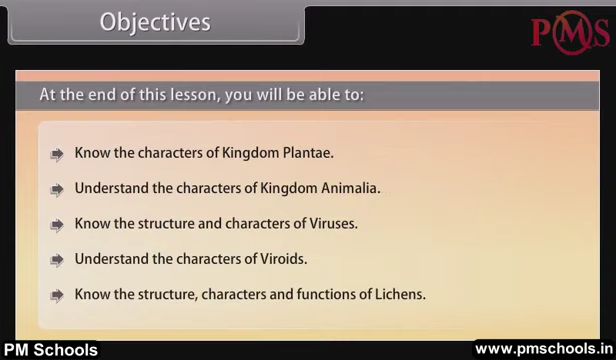 Objectives
PMS
At the end of this lesson, you will be able to:
Know the characters of Kingdom Plantae.
Understand the characters of Kingdom Animalia.
Know the structure and characters of Viruses.
Understand the characters of Viroids.
Know the structure, characters and functions of Lichens.
PM Schools
www.pmschools.in